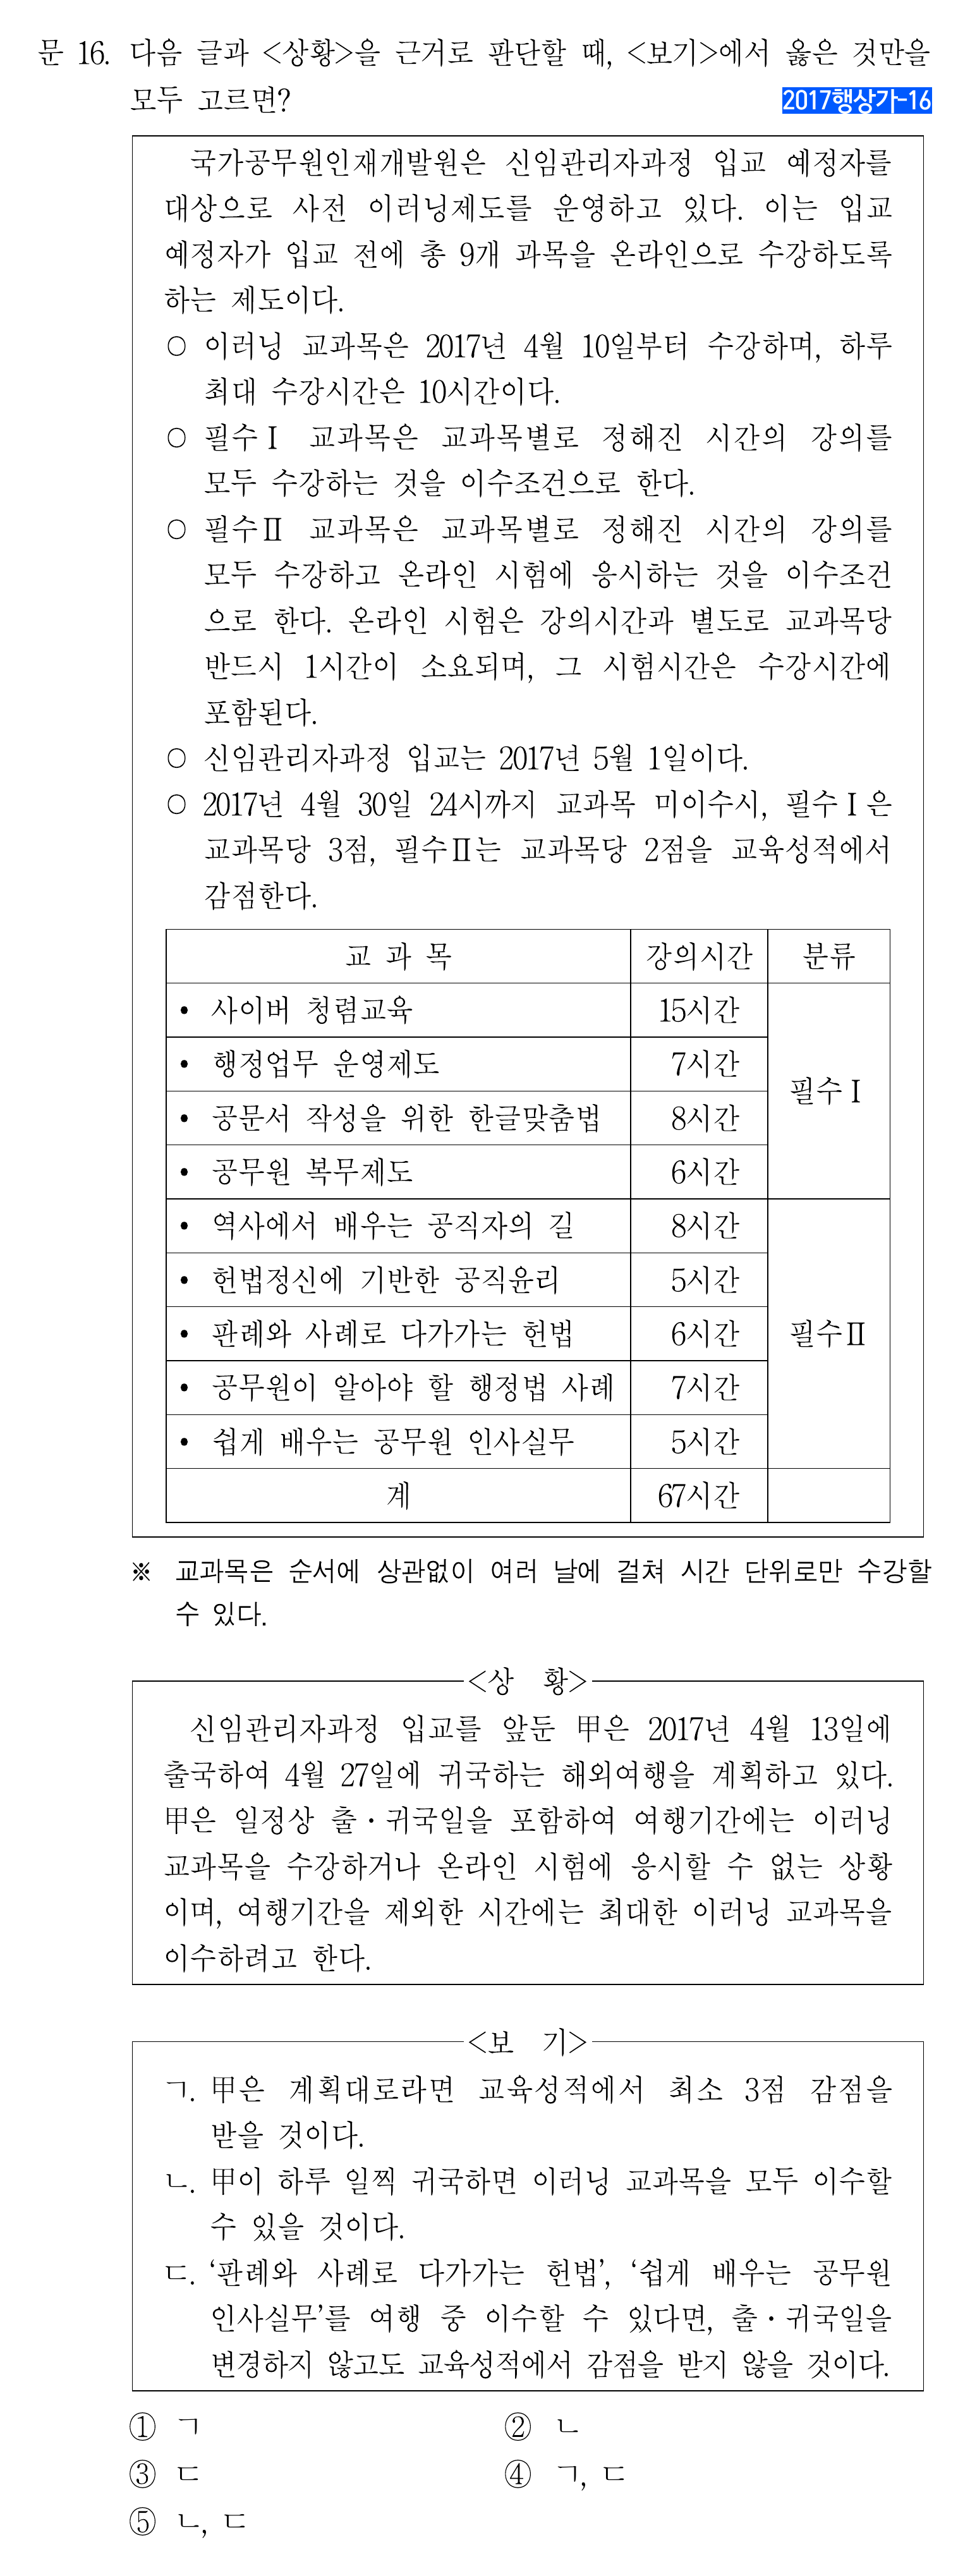 문 16. 다음 글과 <상황>을 근거로 판단할 때, <보기>에서 옳은 것만을
모두 고르면?
2017행상가-16
국가공무원인재개발원은 신임관리자과정 입교 예정자를
대상으로 사전 이러닝제도를 운영하고 있다. 이는 입교
예정자가 입교 전에 총 9개 과목을 온라인으로 수강하도록
하는 제도이다.
○ 이러닝 교과목은 2017년 4월 10일부터 수강하며, 하루
최대 수강시간은 10시간이다.
○ 필수Ⅰ 교과목은 교과목별로 정해진 시간의 강의를
모두 수강하는 것을 이수조건으로 한다.
○ 필수Ⅱ 교과목은 교과목별로 정해진 시간의 강의를
모두 수강하고 온라인 시험에 응시하는 것을 이수조건
으로 한다. 온라인 시험은 강의시간과 별도로 교과목당
반드시 1시간이 소요되며, 그 시험시간은 수강시간에
포함된다.
○ 신임관리자과정 입교는 2017년 5월 1일이다.
○ 2017년 4월 30일 24시까지 교과목 미이수시, 필수Ⅰ은
교과목당 3점, 필수Ⅱ는 교과목당 2점을 교육성적에서
감점한다.
교 과 목 강의시간 분류
• 사이버 청렴교육 15시간
• 행정업무 운영제도 7시간
필수Ⅰ
• 공문서 작성을 위한 한글맞춤법 8시간
• 공무원 복무제도 6시간
• 역사에서 배우는 공직자의 길 8시간
• 헌법정신에 기반한 공직윤리 5시간
• 판례와 사례로 다가가는 헌법 6시간 필수Ⅱ
• 공무원이 알아야 할 행정법 사례 7시간
• 쉽게 배우는 공무원 인사실무 5시간
계 67시간
※ 교과목은 순서에 상관없이 여러 날에 걸쳐 시간 단위로만 수강할
수 있다.
<상 황>
신임관리자과정 입교를 앞둔 甲은 2017년 4월 13일에
출국하여 4월 27일에 귀국하는 해외여행을 계획하고 있다.
甲은 일정상 출·귀국일을 포함하여 여행기간에는 이러닝
교과목을 수강하거나 온라인 시험에 응시할 수 없는 상황
이며, 여행기간을 제외한 시간에는 최대한 이러닝 교과목을
이수하려고 한다.
<보 기>
ㄱ. 甲은 계획대로라면 교육성적에서 최소 3점 감점을
받을 것이다.
ㄴ. 甲이 하루 일찍 귀국하면 이러닝 교과목을 모두 이수할
수 있을 것이다.
ㄷ. ‘판례와 사례로 다가가는 헌법’, ‘쉽게 배우는 공무원
인사실무’를 여행 중 이수할 수 있다면, 출·귀국일을
변경하지 않고도 교육성적에서 감점을 받지 않을 것이다.
① ㄱ ② ㄴ
③ ㄷ ④ ㄱ, ㄷ
⑤ ㄴ, ㄷ